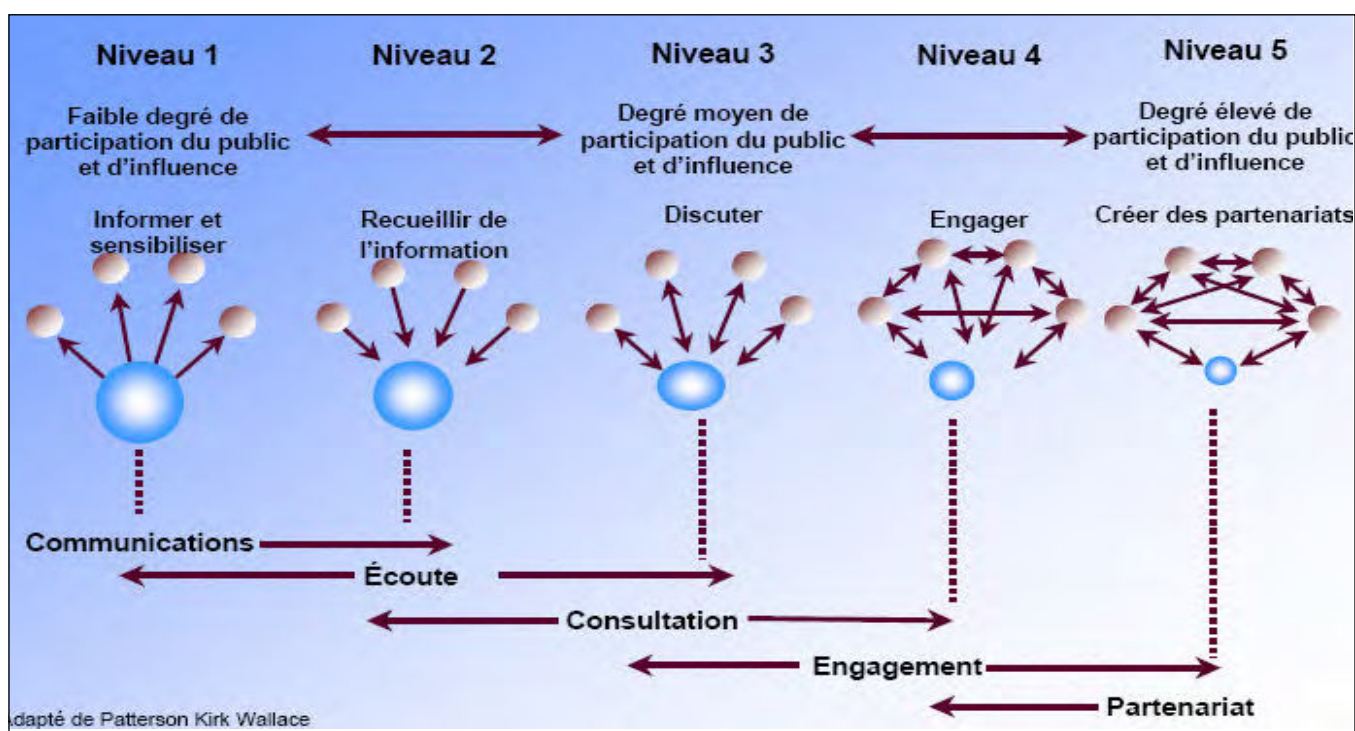 Niveau 1
Niveau 2
Niveau 3
Niveau 4
Niveau 5
Faible degré de
participation du public
et d'influence
Degré moyen de
participation du public
et d'influence
Degré élevé de
participation du public
et d'influence
Informer et
sensibiliser
Recueillir de
l'information
Discuter
Engager
Créer des partenariats
Communications
Écoute
Consultation
Engagement
Partenariat
dapté de Patterson Kirk Wallace